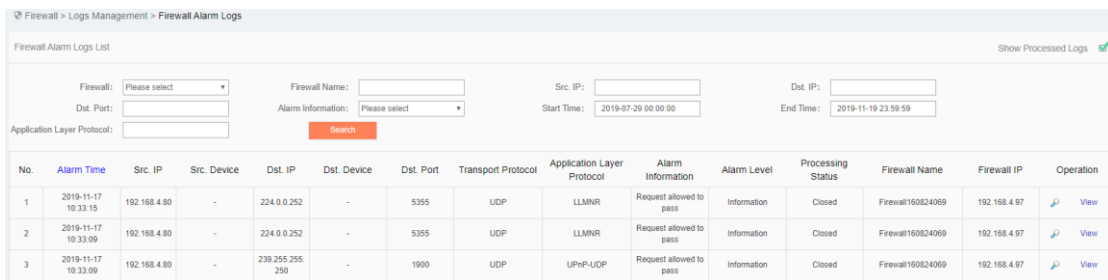 Firewall > Logs Management > Firewall Alarm Logs
Firewall Alarm Logs List
Show Processed Logs
Firewall: Please select
Firewall Name:
Src. IP:
Dst. IP:
Dst. Port:
Alarm Information: Please select
Start Time: 2019-07-29 00:00:00
End Time: 2019-11-19 23:59:59
Application Layer Protocol:
Search
No. Alarm Time Src. IP Src. Device Dst. IP Dst. Device Dst. Port Transport Protocol Application Layer Protocol Alarm Information Alarm Level Processing Status Firewall Name Firewall IP Operation
1 2019-11-17 10:33:15 192.168.4.80 - 224.0.0.252 - 5355 UDP LLMNR Request allowed to pass Information Closed Firewall160824069 192.168.4.97 View
2 2019-11-17 10:33:09 192.168.4.80 - 224.0.0.252 - 5355 UDP LLMNR Request allowed to pass Information Closed Firewall160824069 192.168.4.97 View
3 2019-11-17 10:33:09 192.168.4.80 - 239.255.255.250 - 1900 UDP UPnP-UDP Request allowed to pass Information Closed Firewall160824069 192.168.4.97 View